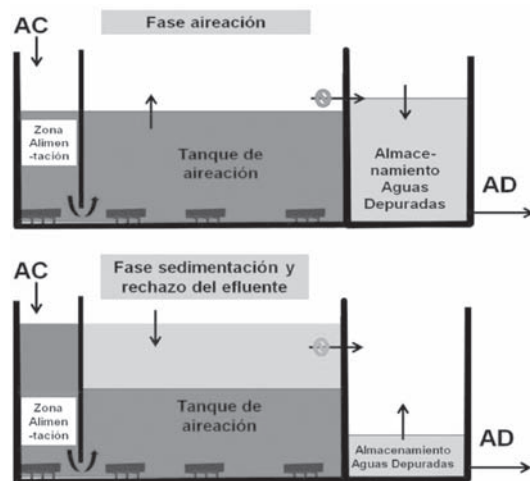 AC
Fase aireación
Zona
Alimen
-tación
Tanque de
aireación
Almace-
namiento
Aguas
Depuradas
AD
AC
Fase sedimentación y
rechazo del efluente
Zona
Alimen
-tación
Tanque de
aireación
Almacenamiento
Aguas Depuradas
AD